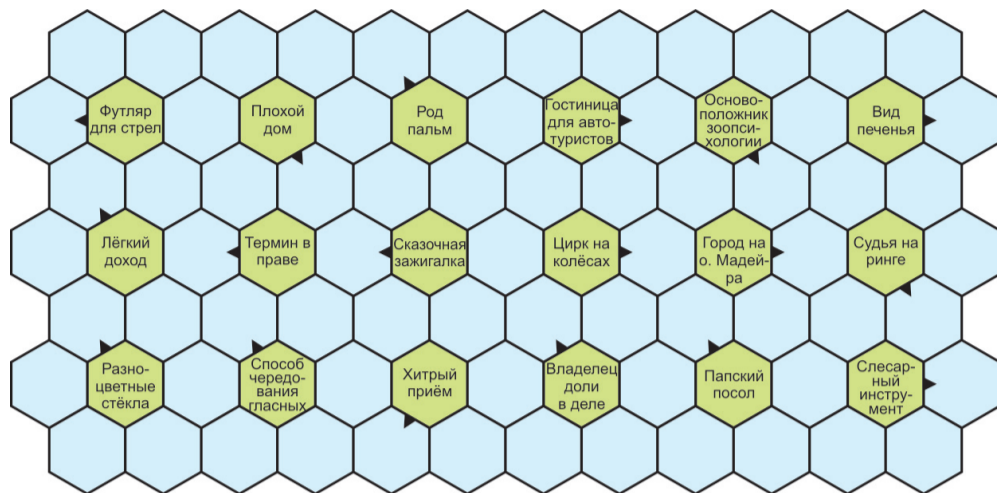 Футляр
для стрел
Плохой
дом
Род
пальм
Гостиница
для авто-
туристов
Осново-
положник
зоопси-
хологии
Вид
печенья
Лёгкий
доход
Термин в
праве
Сказочная
зажигалка
Цирк на
колёсах
Город на
о. Мадей-
ра
Судья на
ринге
Разно-
цветные
стёкла
Способ
чередо-
вания
гласных
Хитрый
приём
Владелец
доли
в деле
Папский
посол
Слесар-
ный
инстру-
мент